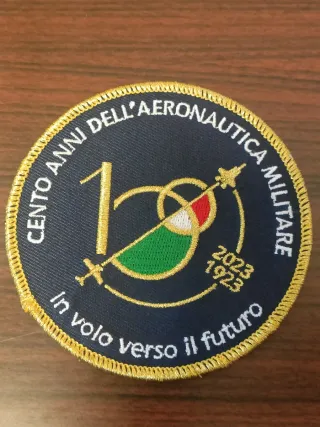 CENTO ANNI DELL'AERONAUTICA MILITARE
100
2023
1923
In volo verso il futuro